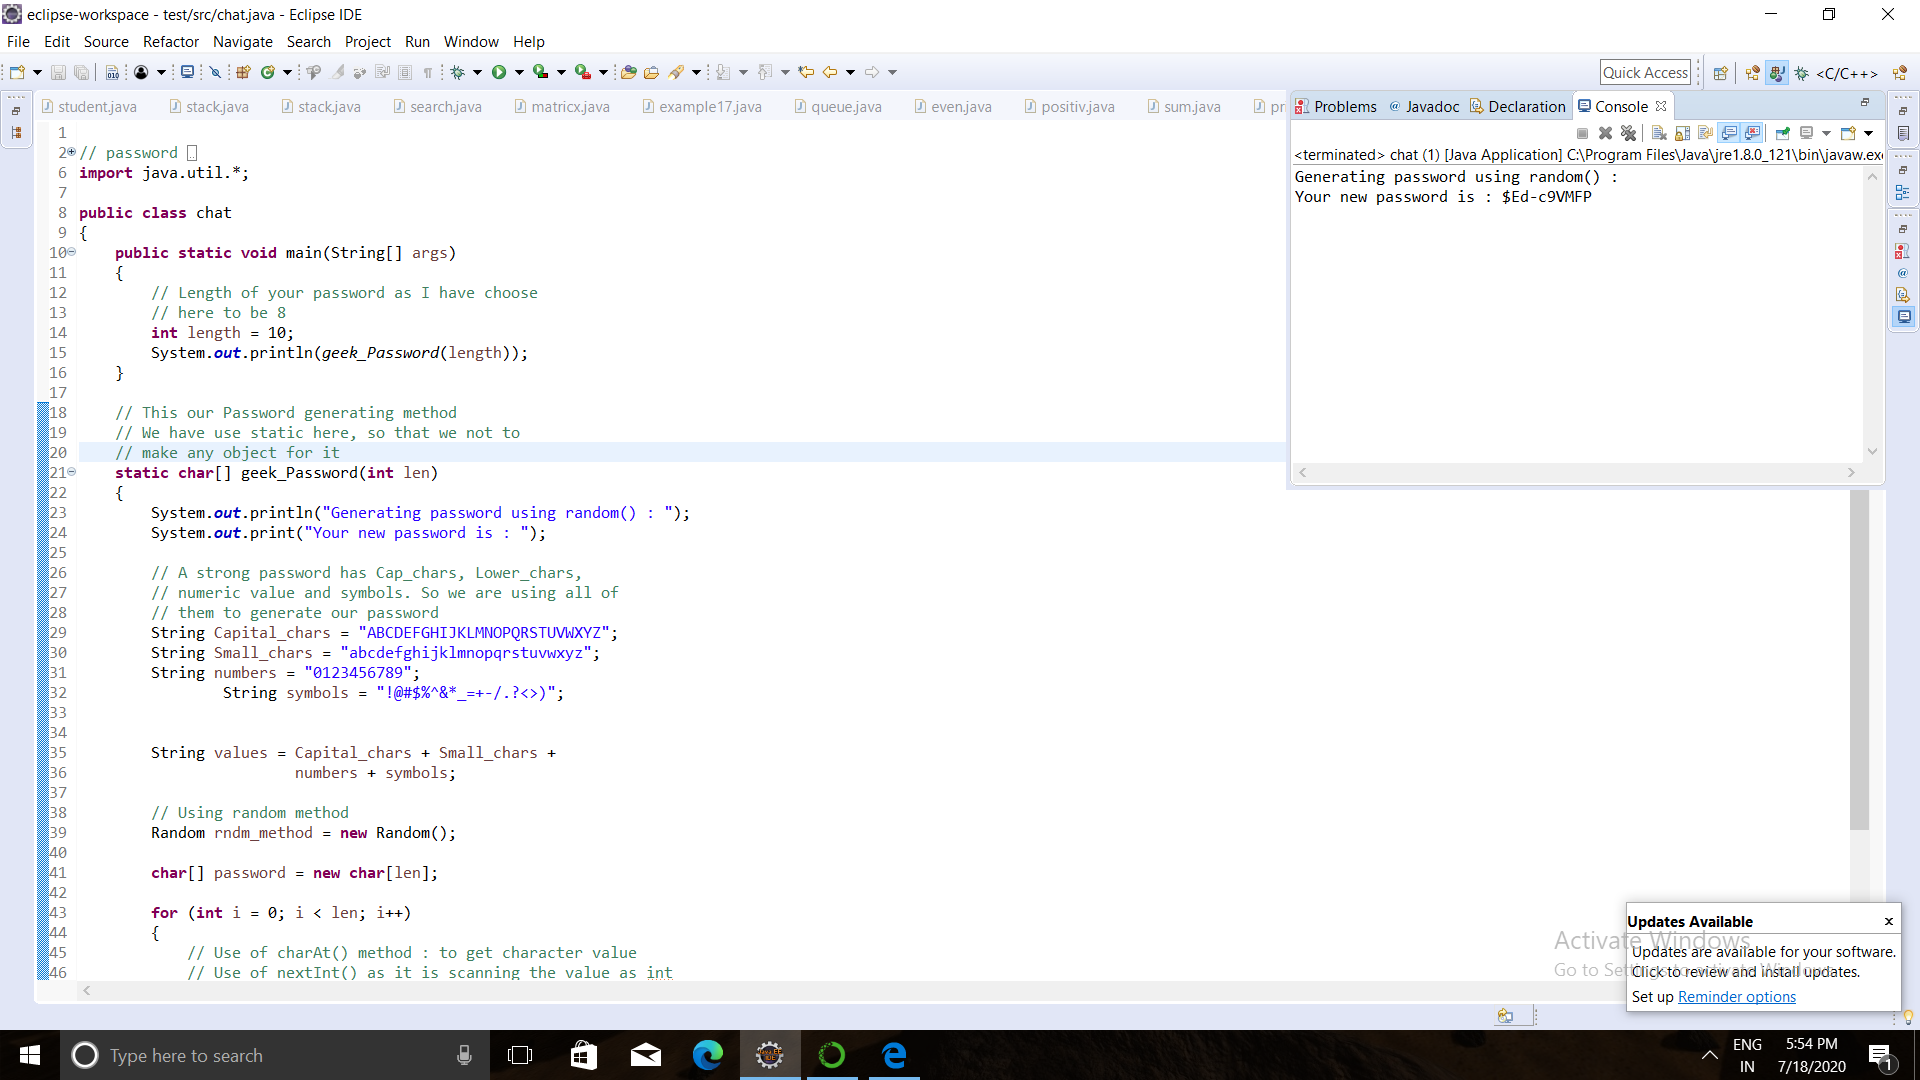 eclipse-workspace - test/src/chat.java - Eclipse IDE
File Edit Source Refactor Navigate Search Project Run Window Help
Quick Access
<C/C++>
student.java stack.java stack.java search.java matricx.java example17.java queue.java even.java positiv.java sum.java pr
Problems @ Javadoc Declaration Console
<terminated> chat (1) [Java Application] C:\Program Files\Java\jre1.8.0_121\bin\javaw.exe
Generating password using random() :
Your new password is : $Ed-c9VMFP
1
2 // password
6 import java.util.*;
7
8 public class chat
9 {
10     public static void main(String[] args)
11     {
12         // Length of your password as I have choose
13         // here to be 8
14         int length = 10;
15         System.out.println(geek_Password(length));
16     }
17
18     // This our Password generating method
19     // We have use static here, so that we not to
20     // make any object for it
21     static char[] geek_Password(int len)
22     {
23         System.out.println("Generating password using random() : ");
24         System.out.print("Your new password is : ");
25
26         // A strong password has Cap_chars, Lower_chars,
27         // numeric value and symbols. So we are using all of
28         // them to generate our password
29         String Capital_chars = "ABCDEFGHIJKLMNOPQRSTUVWXYZ";
30         String Small_chars = "abcdefghijklmnopqrstuvwxyz";
31         String numbers = "0123456789";
32                 String symbols = "!@#$%^&*_=+-/.?<>)";
33
34
35         String values = Capital_chars + Small_chars +
36                         numbers + symbols;
37
38         // Using random method
39         Random rndm_method = new Random();
40
41         char[] password = new char[len];
42
43         for (int i = 0; i < len; i++)
44         {
45             // Use of charAt() method : to get character value
46             // Use of nextInt() as it is scanning the value as int
Activate Windows
Go to Settings to activate Windows.
Updates Available x
Updates are available for your software.
Click to review and install updates.
Set up Reminder options
Type here to search
ENG
IN
5:54 PM
7/18/2020
1